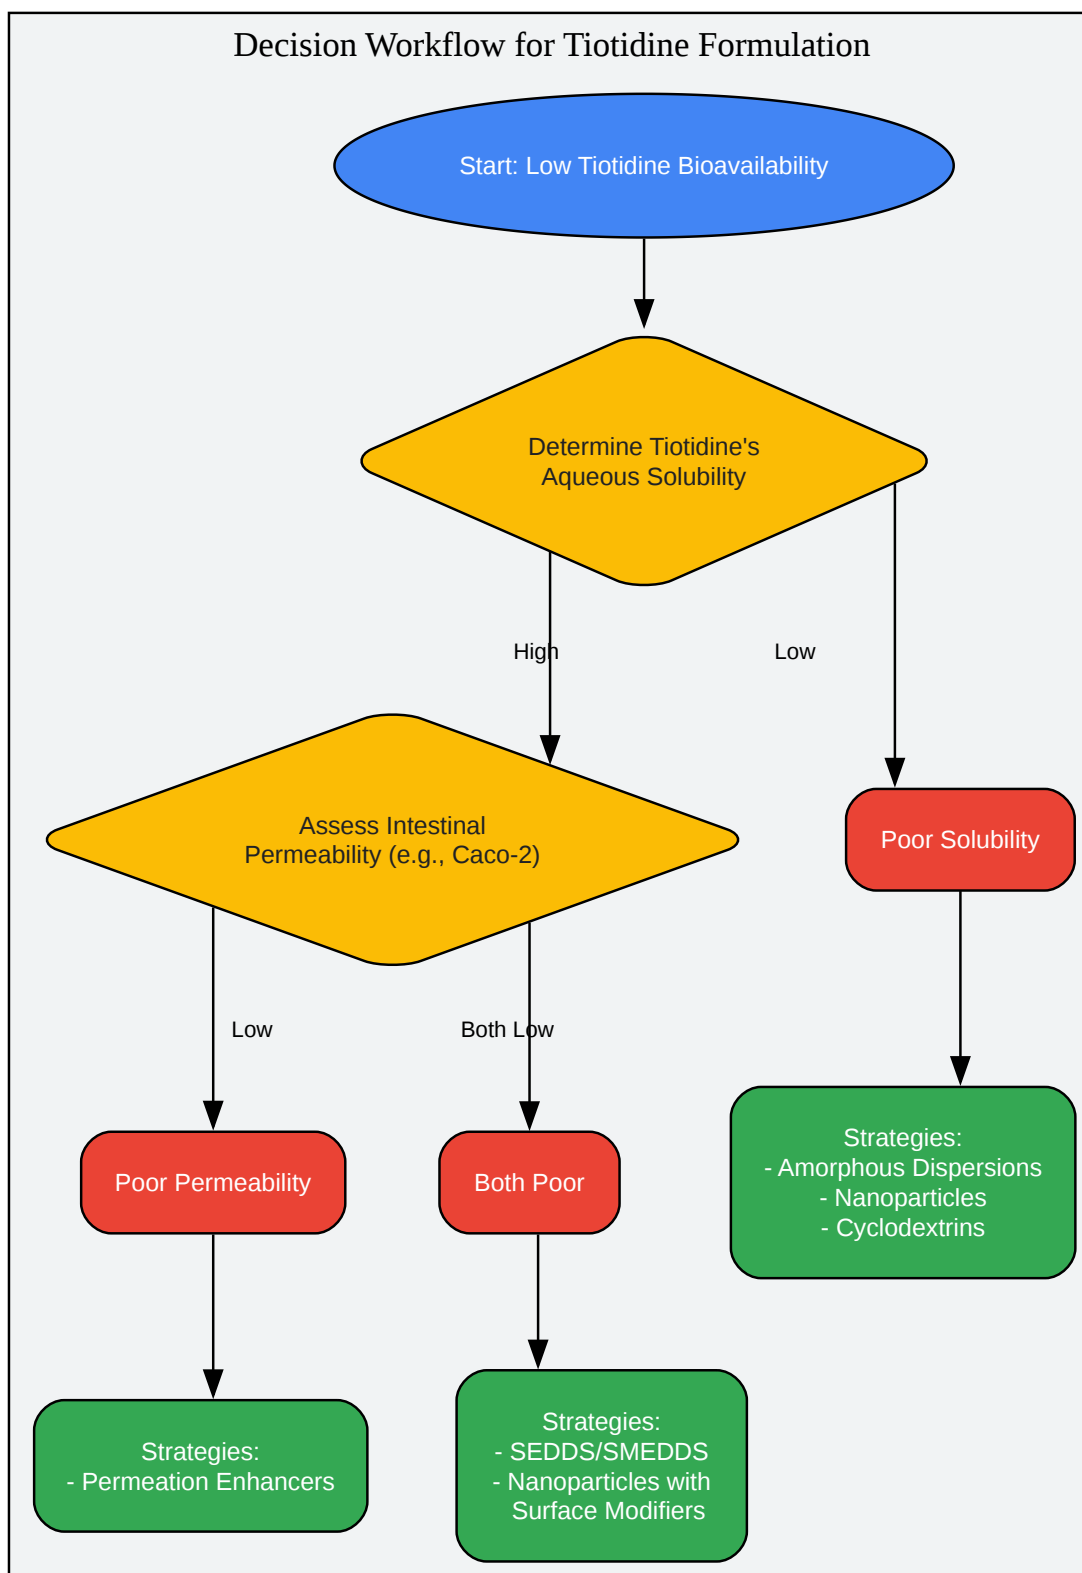 Decision Workflow for Tiotidine Formulation
Start: Low Tiotidine Bioavailability
Determine Tiotidine's
Aqueous Solubility
High
Low
Assess Intestinal
Permeability (e.g., Caco-2)
Poor Solubility
Low
Both Low
Poor Permeability
Both Poor
Strategies:
- Amorphous Dispersions
- Nanoparticles
- Cyclodextrins
Strategies:
- Permeation Enhancers
Strategies:
- SEDDS/SMEDDS
- Nanoparticles with
Surface Modifiers